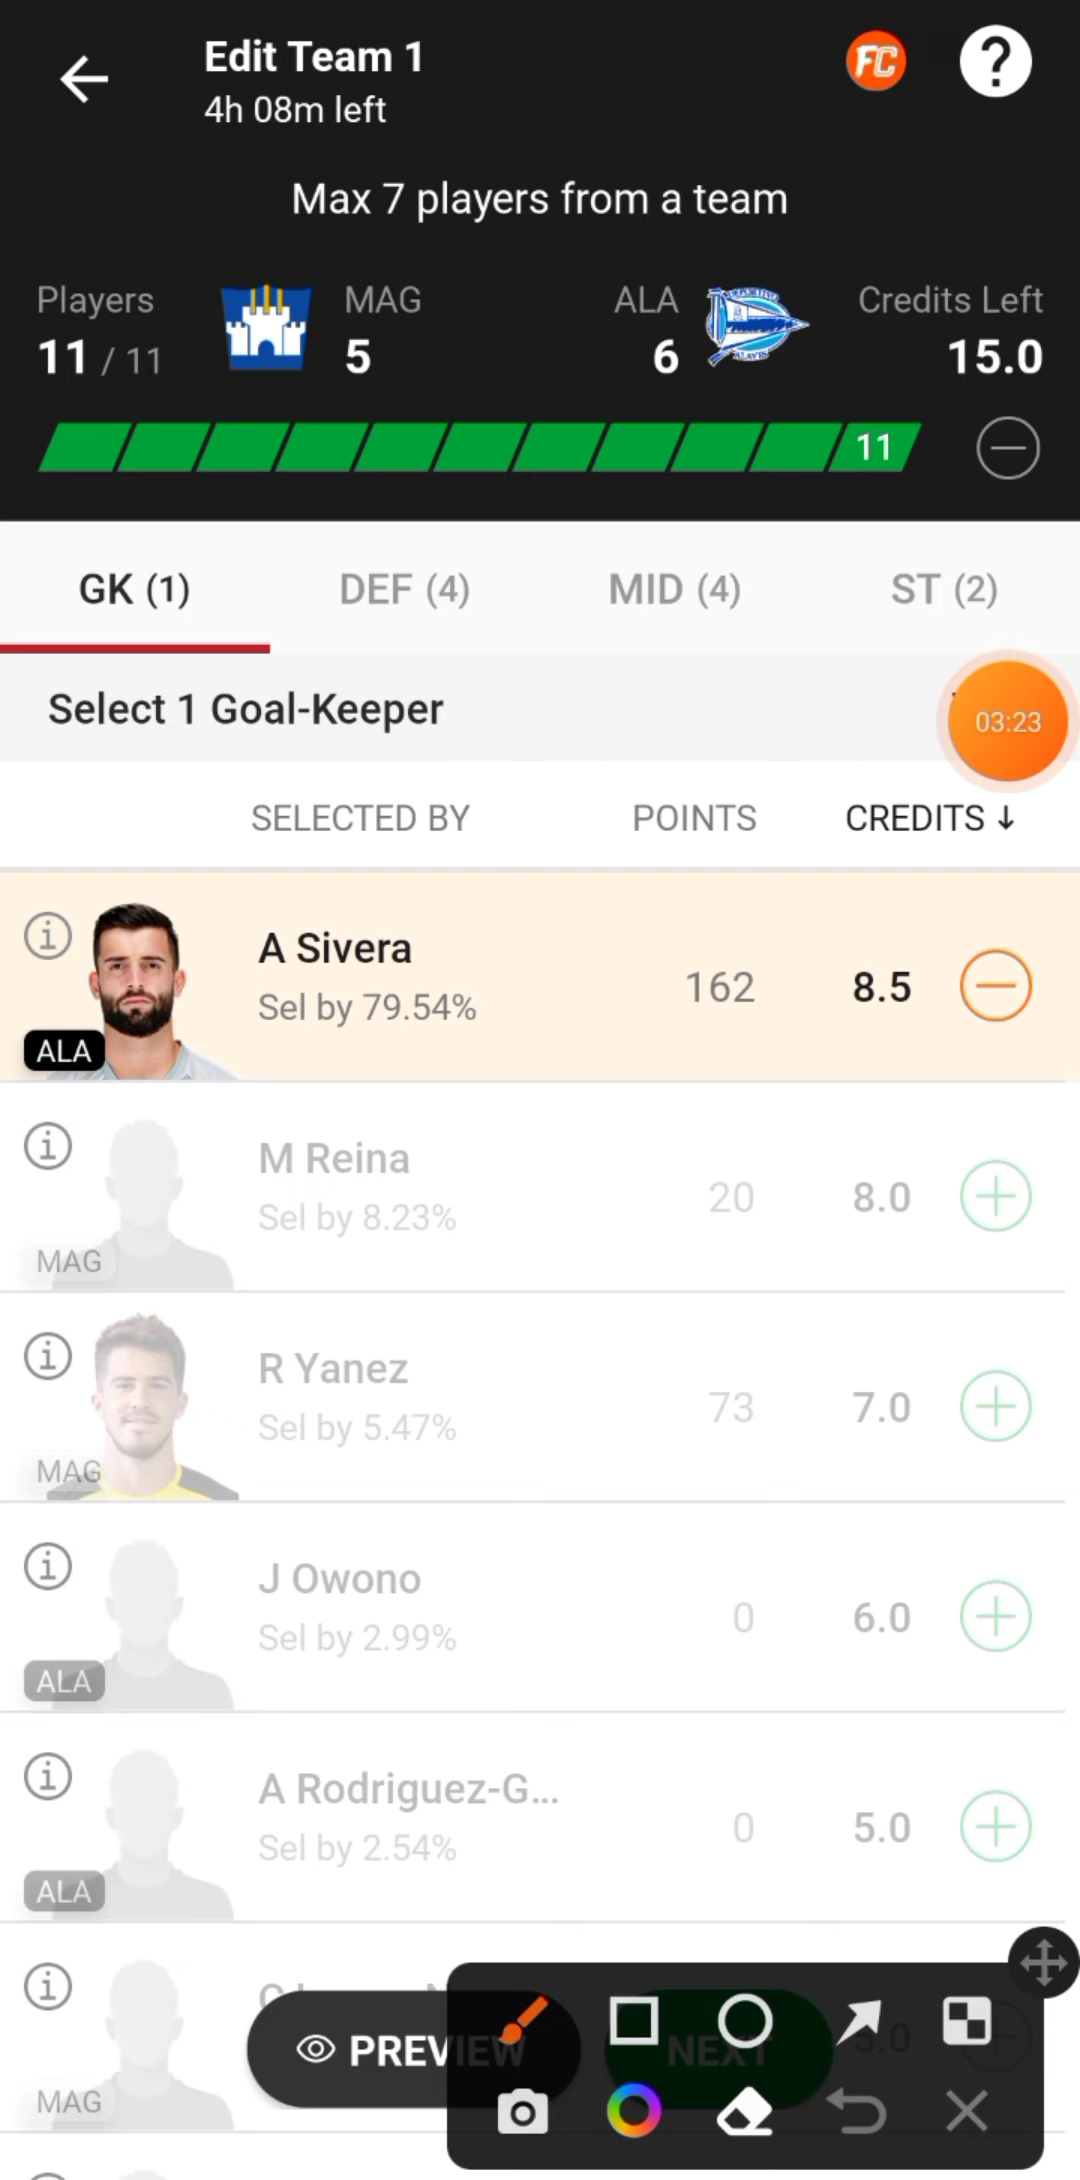 Edit Team 1
FC
?
4h 08m left
Max 7 players from a team
Players
MAG
ALA
Credits Left
11 / 11
5
6
15.0
11
GK (1)
DEF (4)
MID (4)
ST (2)
Select 1 Goal-Keeper
03:23
SELECTED BY
POINTS
CREDITS ↓
A Sivera
Sel by 79.54%
162
8.5
ALA
M Reina
Sel by 8.23%
20
8.0
MAG
R Yanez
Sel by 5.47%
73
7.0
MAG
J Owono
Sel by 2.99%
0
6.0
ALA
A Rodriguez-G...
Sel by 2.54%
0
5.0
ALA
PREVIEW
NEXT
MAG